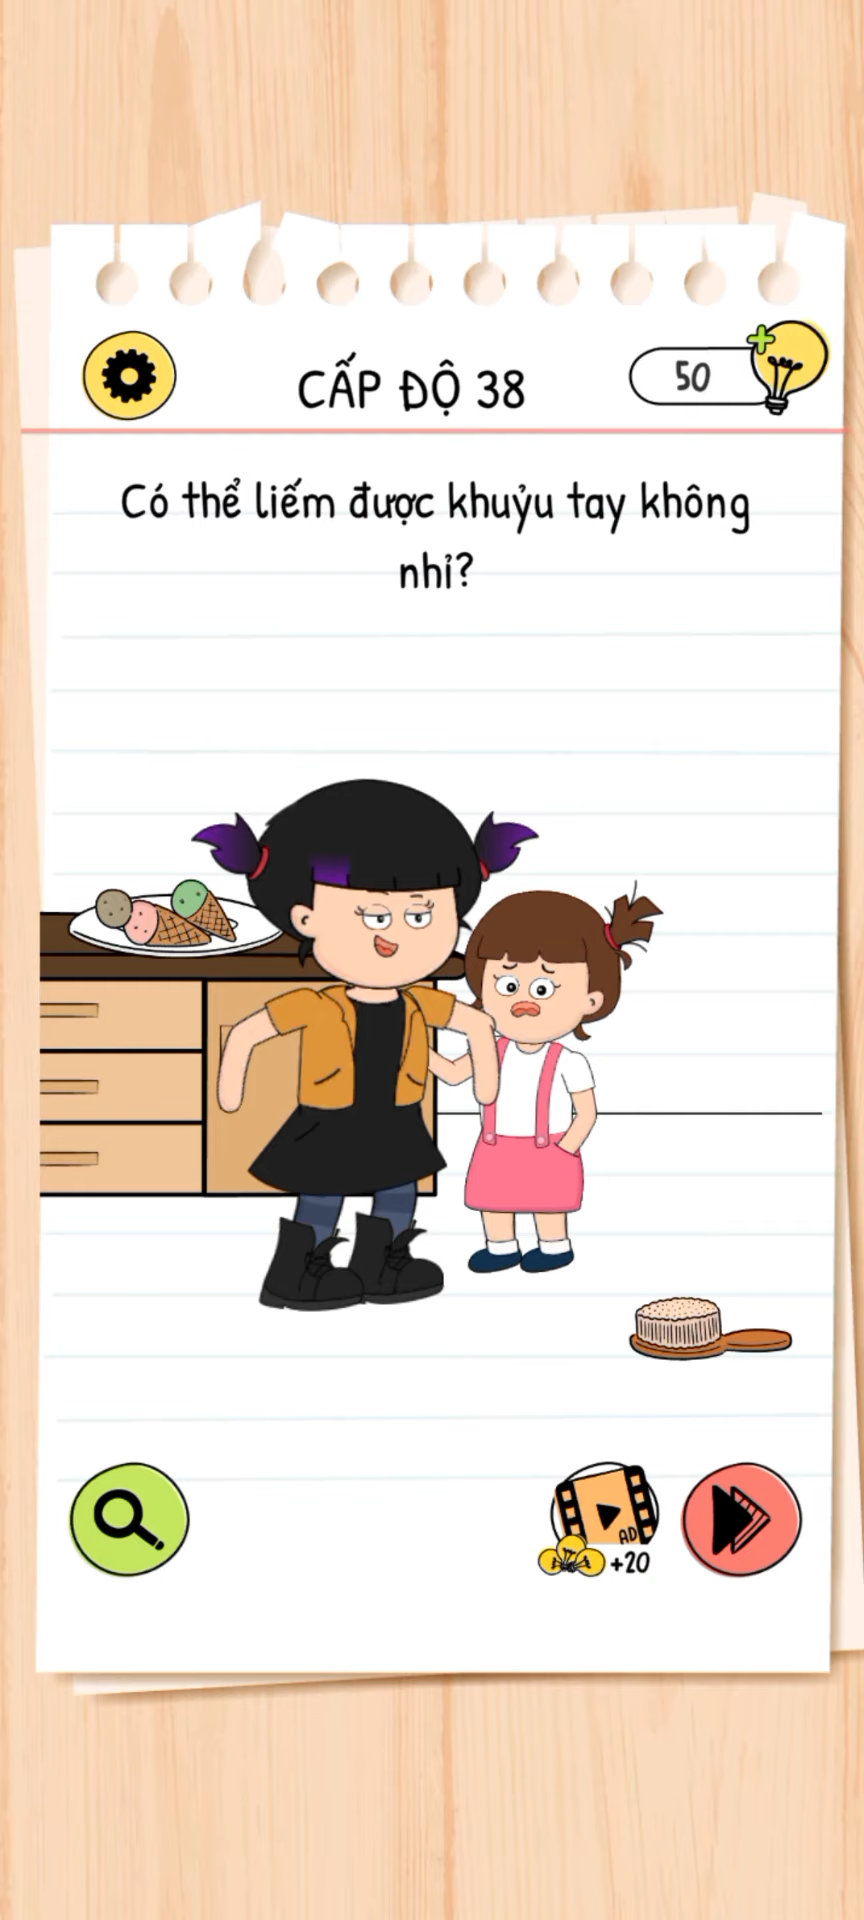 CẤP ĐỘ 38
50
Có thể liếm được khuỷu tay không
nhỉ?
AD
+20